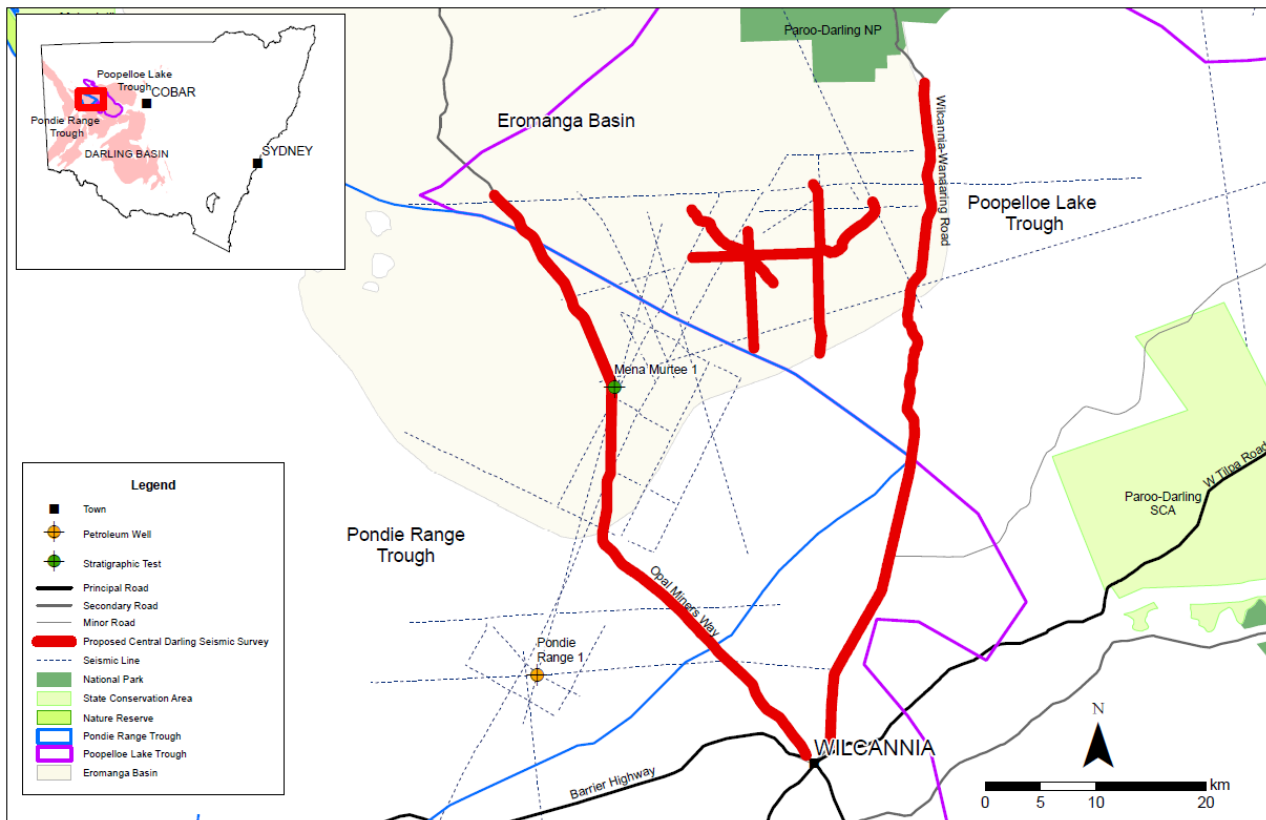 Poopelloe Lake
Trough
COBAR
Pondie Range
Trough
SYDNEY
DARLING BASIN
Paroo-Darling NP
Eromanga Basin
Wilcannia-Wanaaring Road
Poopelloe Lake
Trough
Mena Murtee 1
Pondie Range
Trough
Opal Miners Way
Pondie
Range 1
W Tilpa Road
Paroo-Darling
SCA
WILCANNIA
Barrier Highway
N
km
0 5 10 20
Legend
Town
Petroleum Well
Stratigraphic Test
Principal Road
Secondary Road
Minor Road
Proposed Central Darling Seismic Survey
Seismic Line
National Park
State Conservation Area
Nature Reserve
Pondie Range Trough
Poopelloe Lake Trough
Eromanga Basin